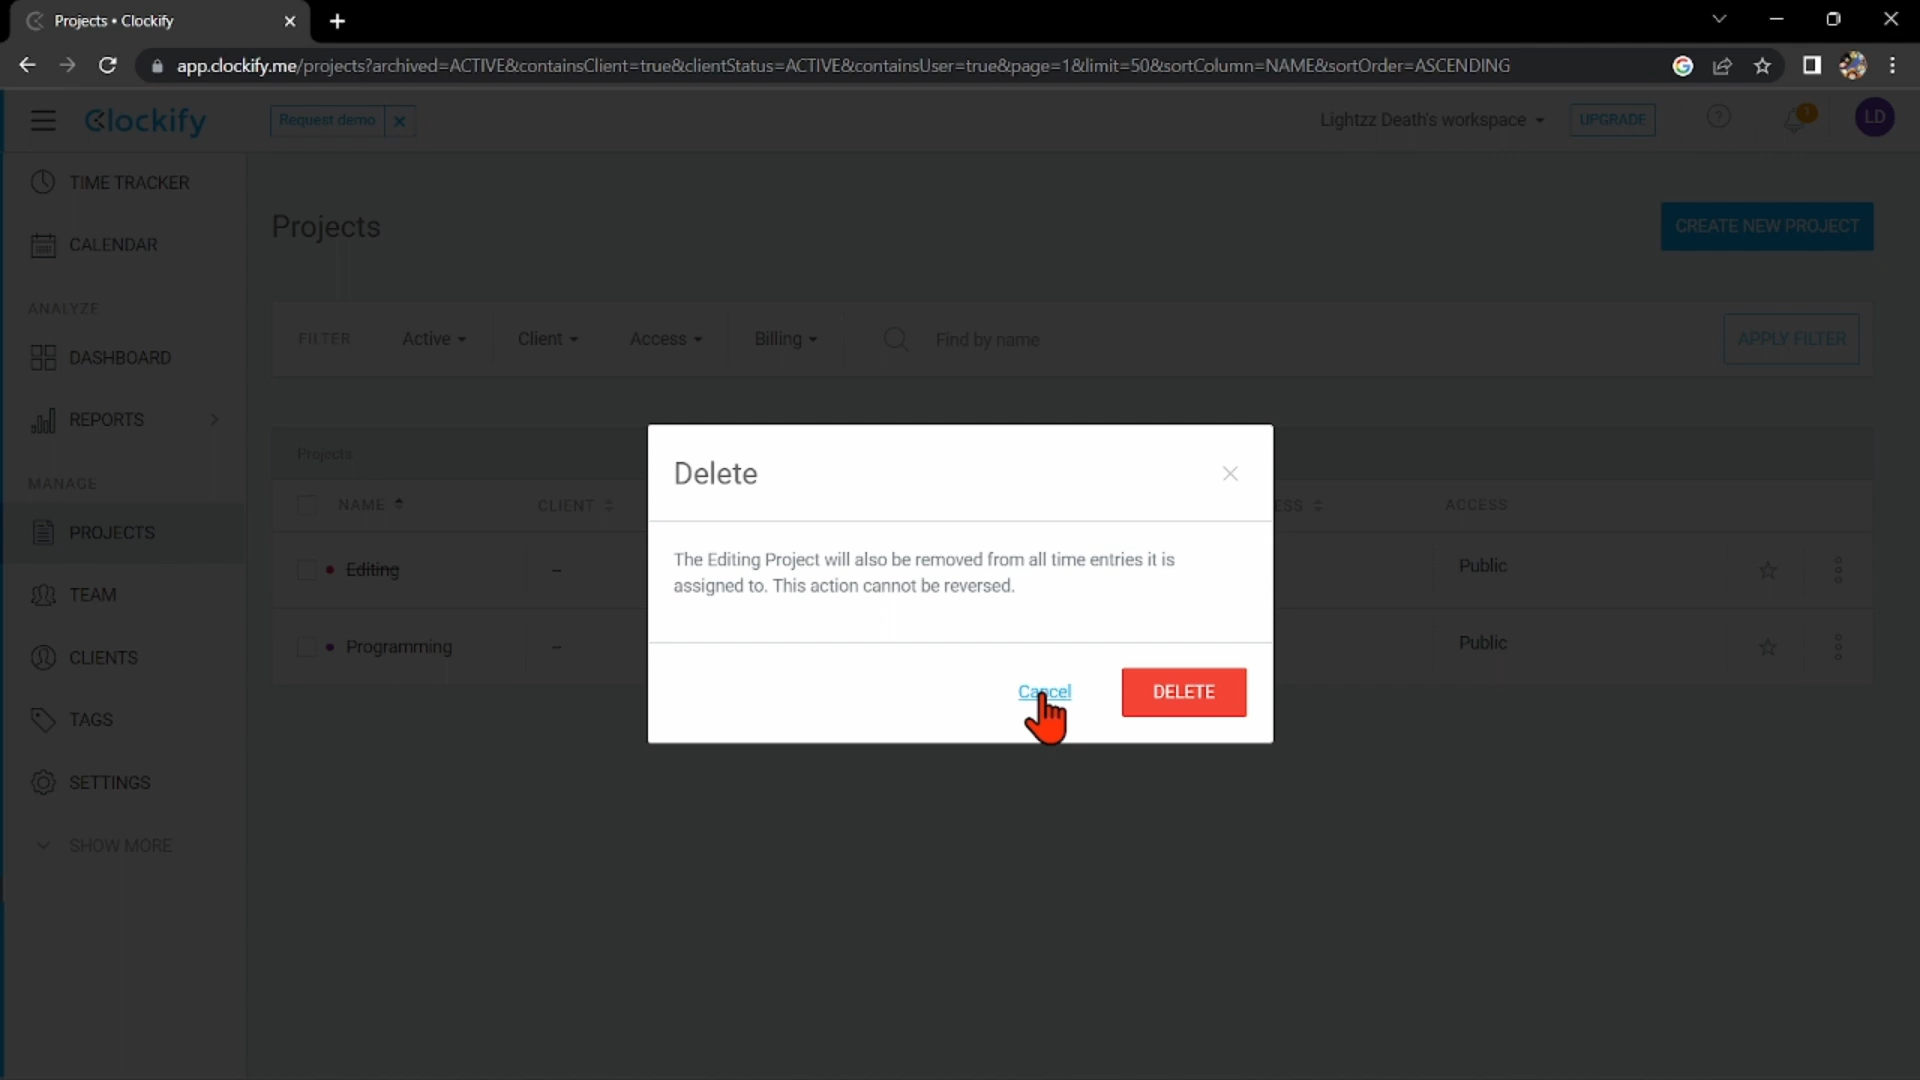 Projects • Clockify
app.clockify.me/projects?archived=ACTIVE&containsClient=true&clientStatus=ACTIVE&containsUser=true&page=1&limit=50&sortColumn=NAME&sortOrder=ASCENDING
Clockify
Request demo
Lightzz Death's workspace
UPGRADE
1
LD
TIME TRACKER
CALENDAR
ANALYZE
DASHBOARD
REPORTS
MANAGE
PROJECTS
TEAM
CLIENTS
TAGS
SETTINGS
SHOW MORE
Projects
CREATE NEW PROJECT
FILTER Active Client Access Billing Find by name APPLY FILTER
Projects
NAME CLIENT ACCESS
Editing - Public
Programming - Public
Delete
The Editing Project will also be removed from all time entries it is
assigned to. This action cannot be reversed.
Cancel DELETE